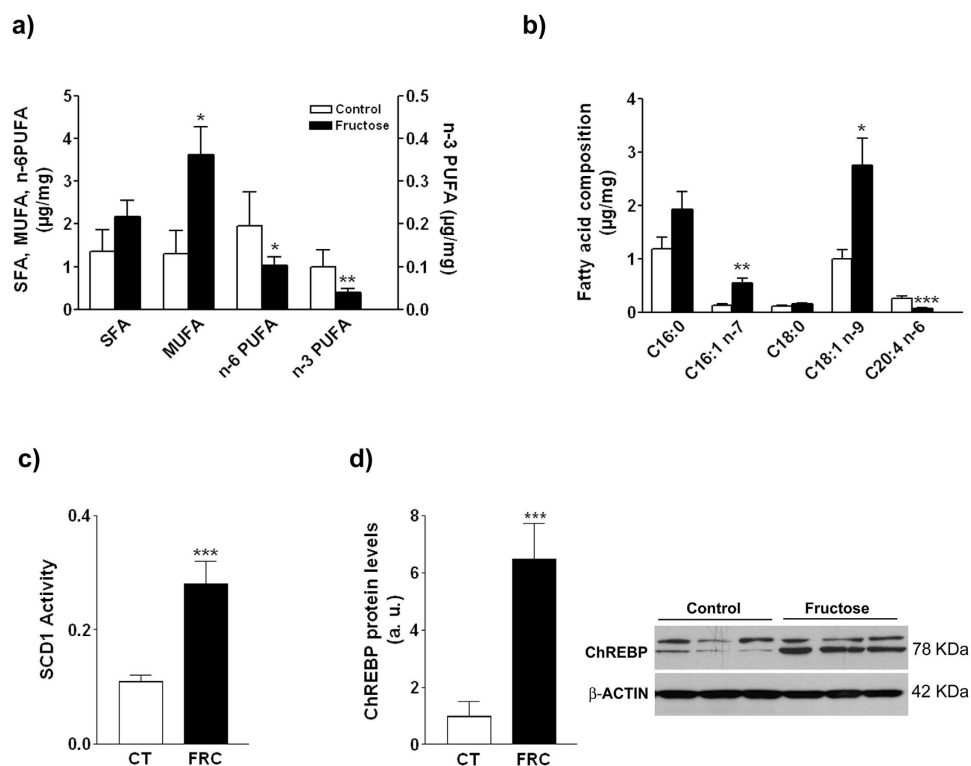 a)
SFA, MUFA, n-6PUFA
(µg/mg)
5
4
3
2
1
0
*
*
**
Control
Fructose
0.5
0.4
0.3
0.2
0.1
0.0
n-3 PUFA (µg/mg)
SFA
MUFA
n-6 PUFA
n-3 PUFA
b)
Fatty acid composition
(µg/mg)
4
3
2
1
0
**
*
***
C16:0
C16:1 n-7
C18:0
C18:1 n-9
C20:4 n-6
c)
SCD1 Activity
0.4
0.2
0.0
***
CT
FRC
d)
ChREBP protein levels
(a. u.)
8
6
4
2
0
***
CT
FRC
Control
Fructose
ChREBP
78 KDa
β-ACTIN
42 KDa